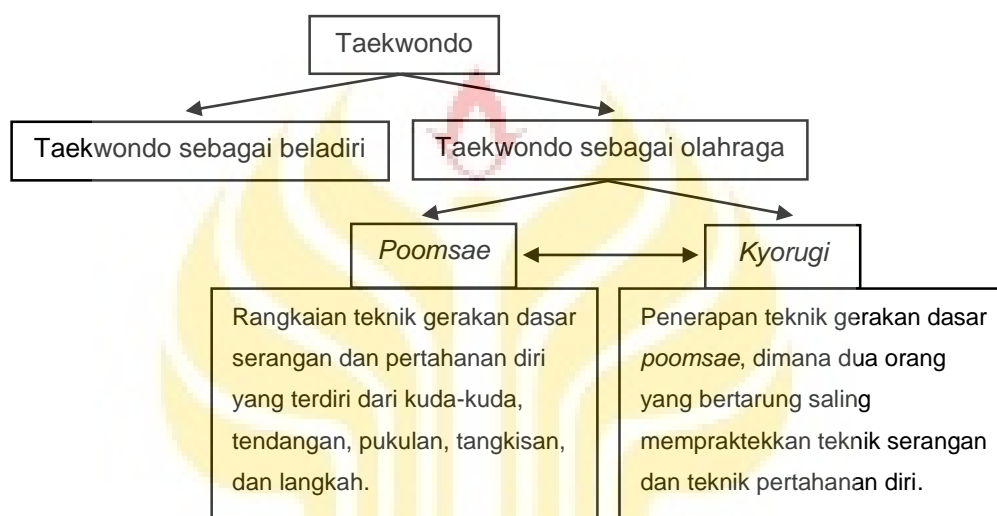 Taekwondo
Taekwondo sebagai beladiri
Taekwondo sebagai olahraga
Poomsae
Kyorugi
Rangkaian teknik gerakan dasar
serangan dan pertahanan diri
yang terdiri dari kuda-kuda,
tendangan, pukulan, tangkisan,
dan langkah.
Penerapan teknik gerakan dasar
poomsae, dimana dua orang
yang bertarung saling
mempraktekkan teknik serangan
dan teknik pertahanan diri.